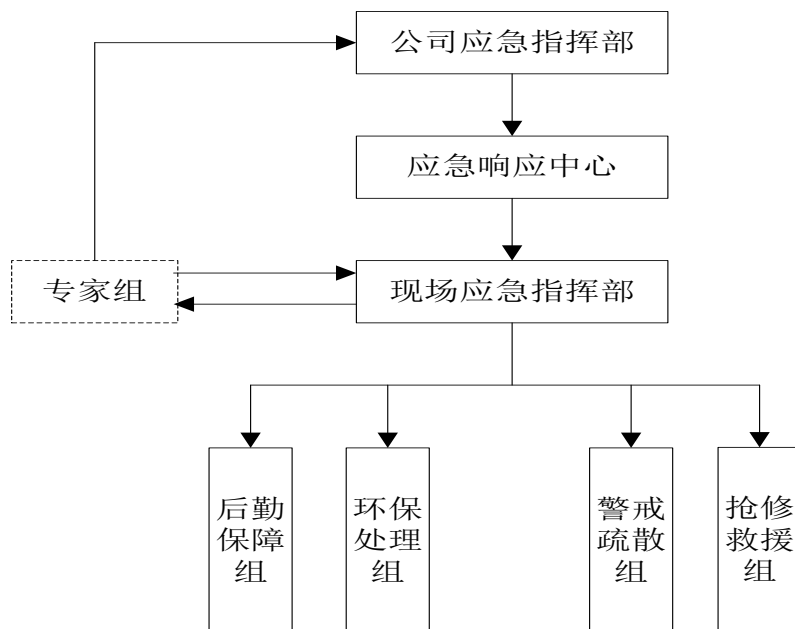 公司应急指挥部
应急响应中心
专家组
现场应急指挥部
后勤
保障
组
环保
处理
组
警戒
疏散
组
抢修
救援
组